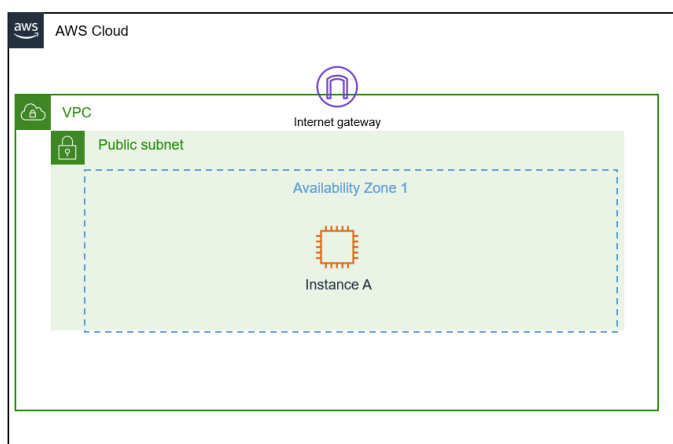 aws
AWS Cloud
Internet gateway
VPC
Public subnet
Availability Zone 1
Instance A